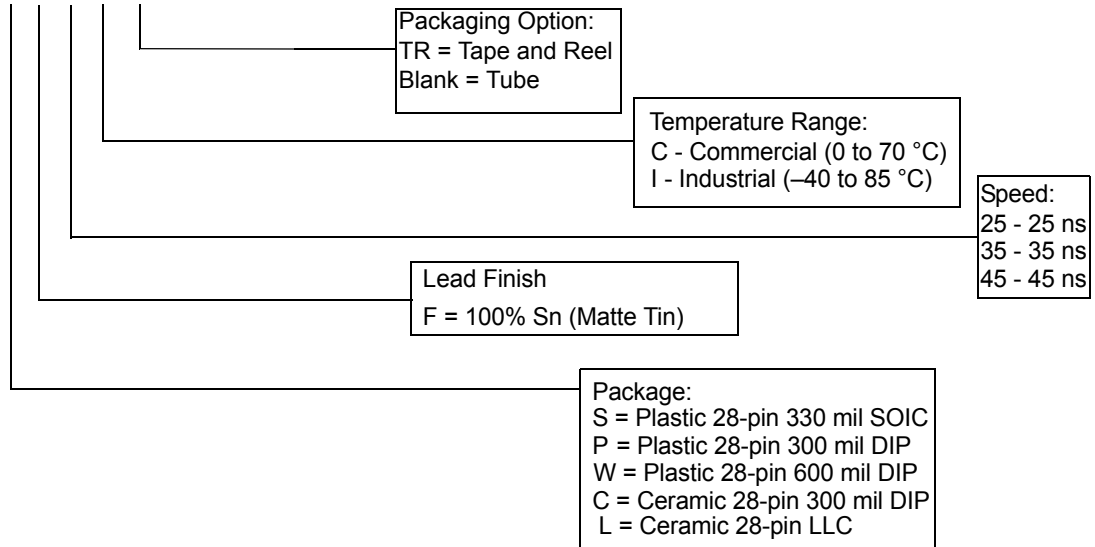 Packaging Option:
TR = Tape and Reel
Blank = Tube
Temperature Range:
C - Commercial (0 to 70 °C)
I - Industrial (–40 to 85 °C)
Speed:
25 - 25 ns
35 - 35 ns
45 - 45 ns
Lead Finish
F = 100% Sn (Matte Tin)
Package:
S = Plastic 28-pin 330 mil SOIC
P = Plastic 28-pin 300 mil DIP
W = Plastic 28-pin 600 mil DIP
C = Ceramic 28-pin 300 mil DIP
L = Ceramic 28-pin LLC